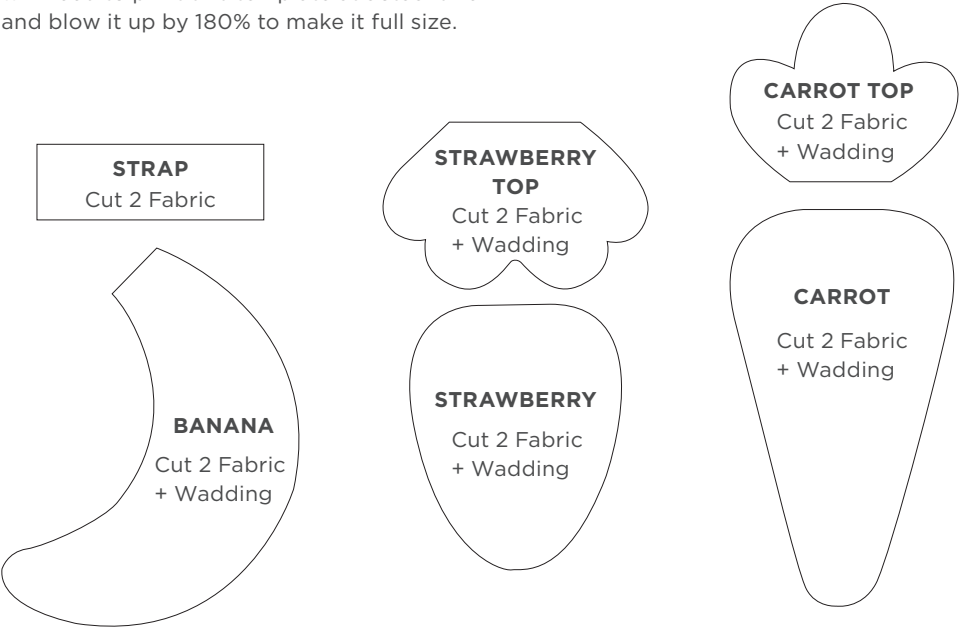 and blow it up by 180% to make it full size.
STRAP
Cut 2 Fabric
BANANA
Cut 2 Fabric
+ Wadding
STRAWBERRY
TOP
Cut 2 Fabric
+ Wadding
STRAWBERRY
Cut 2 Fabric
+ Wadding
CARROT TOP
Cut 2 Fabric
+ Wadding
CARROT
Cut 2 Fabric
+ Wadding